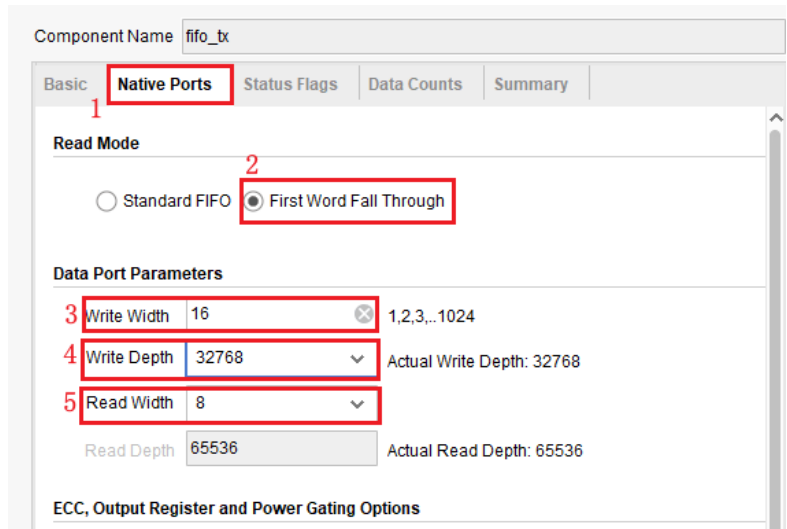 Component Name fifo_tx
Basic Native Ports Status Flags Data Counts Summary
1
Read Mode
2
Standard FIFO First Word Fall Through
Data Port Parameters
3 Write Width 16 1,2,3,..1024
4 Write Depth 32768 Actual Write Depth: 32768
5 Read Width 8
Read Depth 65536 Actual Read Depth: 65536
ECC, Output Register and Power Gating Options